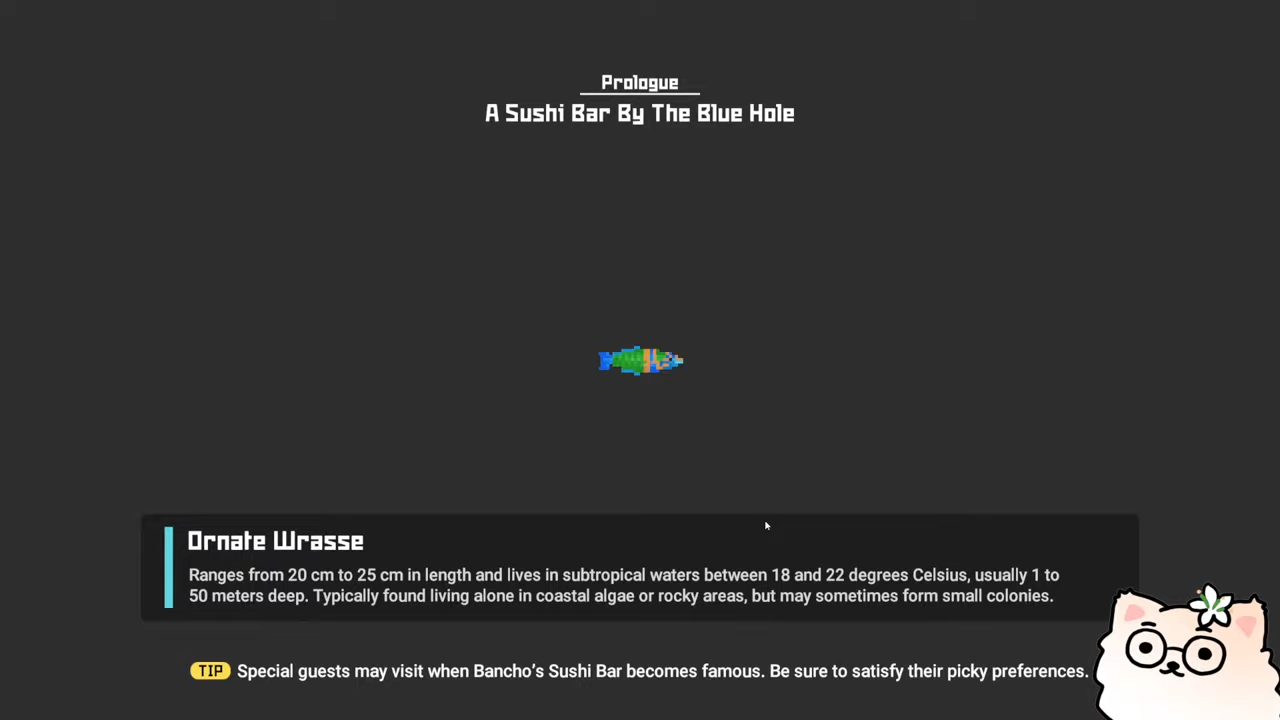 Prologue
A Sushi Bar By The Blue Hole
Ornate Wrasse
Ranges from 20 cm to 25 cm in length and lives in subtropical waters between 18 and 22 degrees Celsius, usually 1 to
50 meters deep. Typically found living alone in coastal algae or rocky areas, but may sometimes form small colonies.
TIP Special guests may visit when Bancho's Sushi Bar becomes famous. Be sure to satisfy their picky preferences.